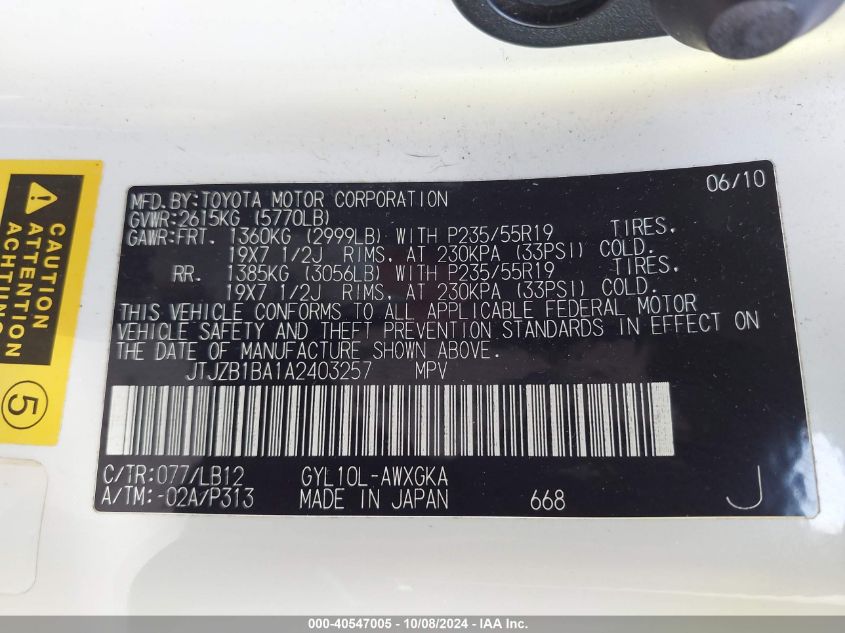 CAUTION
ATTENTION
ACHTUNG
5
06/10
MFD. BY:TOYOTA MOTOR CORPORATION
GVWR:2615KG (5770LB)
GAWR:FRT. 1360KG (2999LB) WITH P235/55R19 TIRES.
19X7 1/2J RIMS. AT 230KPA (33PSI) COLD.
RR. 1385KG (3056LB) WITH P235/55R19 TIRES,
19X7 1/2J RIMS, AT 230KPA (33PSI) COLD.
THIS VEHICLE CONFORMS TO ALL APPLICABLE FEDERAL MOTOR
VEHICLE SAFETY AND THEFT PREVENTION STANDARDS IN EFFECT ON
THE DATE OF MANUFACTURE SHOWN ABOVE.
JTJZB1BA1A2403257 MPV
C/TR:077/LB12 GYL10L-AWXGKA
A/TM:-02A/P313 MADE IN JAPAN 668 J
000-40547005 - 10/08/2024 - IAA Inc.